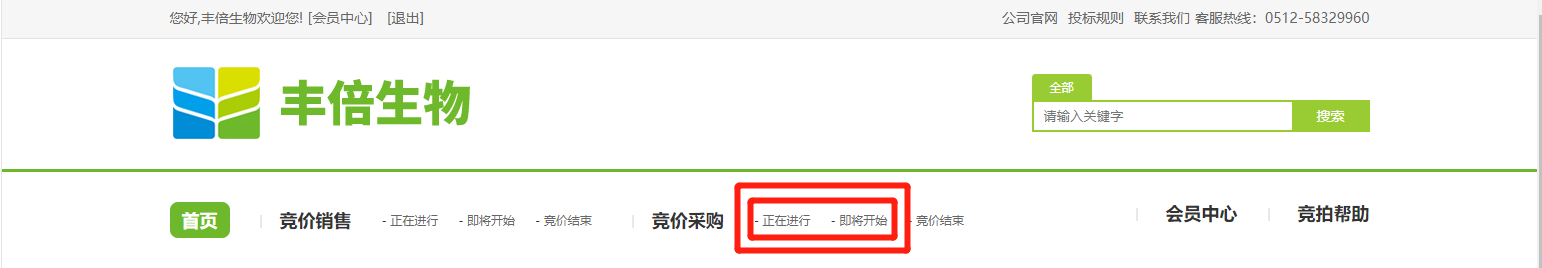 您好,丰倍生物欢迎您! [会员中心] [退出]
公司官网 投标规则 联系我们 客服热线：0512-58329960
丰倍生物
全部
请输入关键字 搜索
首页 竞价销售 - 正在进行 - 即将开始 - 竞价结束 竞价采购 - 正在进行 - 即将开始 - 竞价结束 会员中心 竞拍帮助